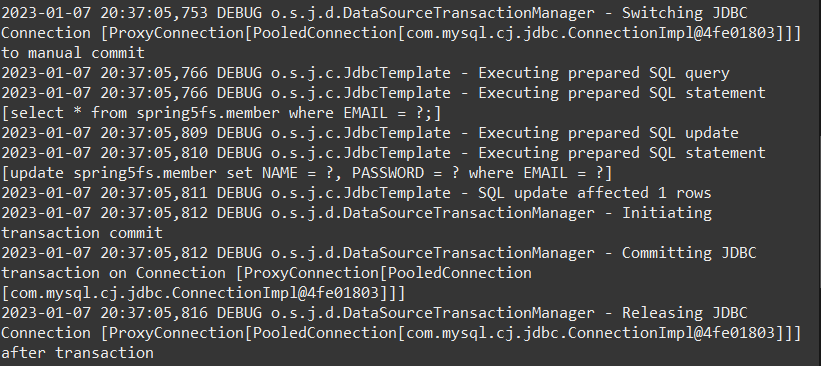 2023-01-07 20:37:05,753 DEBUG o.s.j.d.DataSourceTransactionManager - Switching JDBC
Connection [ProxyConnection[PooledConnection[com.mysql.cj.jdbc.ConnectionImpl@4fe01803]]]
to manual commit
2023-01-07 20:37:05,766 DEBUG o.s.j.c.JdbcTemplate - Executing prepared SQL query
2023-01-07 20:37:05,766 DEBUG o.s.j.c.JdbcTemplate - Executing prepared SQL statement
[select * from spring5fs.member where EMAIL = ?;]
2023-01-07 20:37:05,809 DEBUG o.s.j.c.JdbcTemplate - Executing prepared SQL update
2023-01-07 20:37:05,810 DEBUG o.s.j.c.JdbcTemplate - Executing prepared SQL statement
[update spring5fs.member set NAME = ?, PASSWORD = ? where EMAIL = ?]
2023-01-07 20:37:05,811 DEBUG o.s.j.c.JdbcTemplate - SQL update affected 1 rows
2023-01-07 20:37:05,812 DEBUG o.s.j.d.DataSourceTransactionManager - Initiating
transaction commit
2023-01-07 20:37:05,812 DEBUG o.s.j.d.DataSourceTransactionManager - Committing JDBC
transaction on Connection [ProxyConnection[PooledConnection
[com.mysql.cj.jdbc.ConnectionImpl@4fe01803]]]
2023-01-07 20:37:05,816 DEBUG o.s.j.d.DataSourceTransactionManager - Releasing JDBC
Connection [ProxyConnection[PooledConnection[com.mysql.cj.jdbc.ConnectionImpl@4fe01803]]]
after transaction